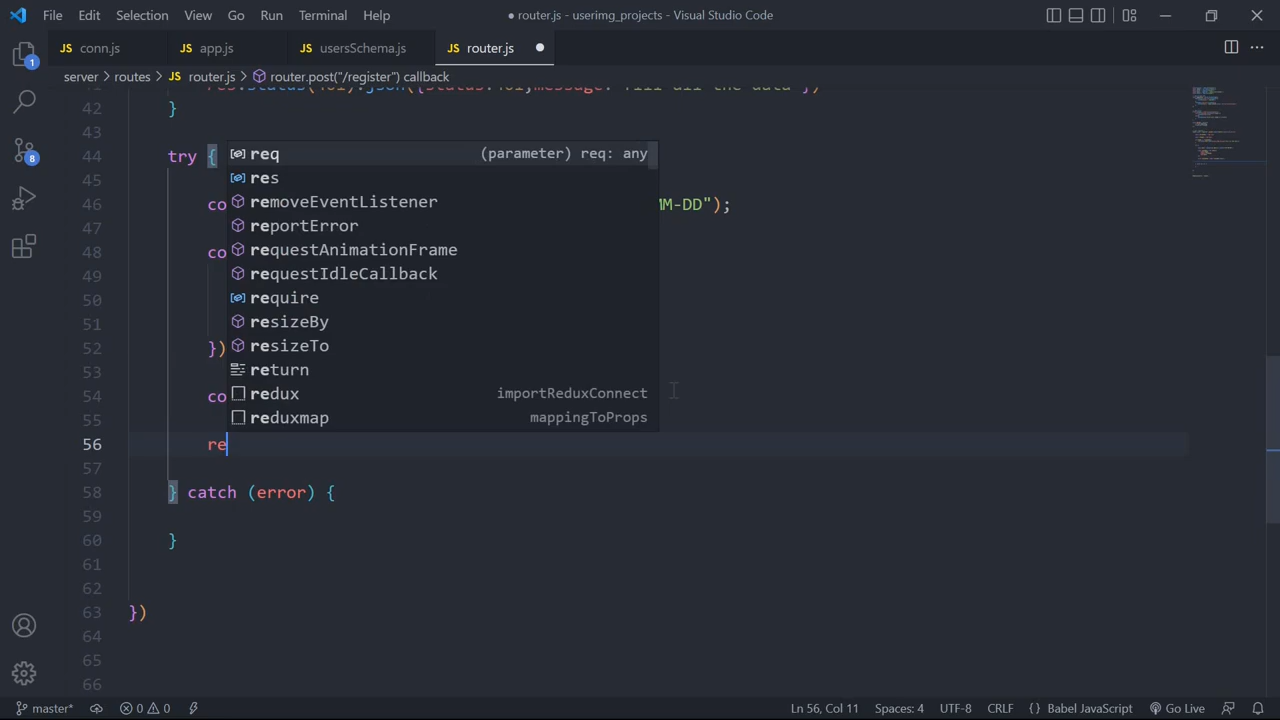 File Edit Selection View Go Run Terminal Help
● router.js - userimg_projects - Visual Studio Code
JS conn.js JS app.js JS usersSchema.js JS router.js ●
server > routes > JS router.js > router.post("/register") callback
42 }
43
44 try {
45
46 co MM-DD");
47
48 co
49
50
51
52 })
53
54 co
55
56 re
57
58 } catch (error) {
59
60 }
61
62
63 })
64
65
66
req (parameter) req: any
res
removeEventListener
reportError
requestAnimationFrame
requestIdleCallback
require
resizeBy
resizeTo
return
redux importReduxConnect
reduxmap mappingToProps
1
8
master* 0 0 Ln 56, Col 11 Spaces: 4 UTF-8 CRLF {} Babel JavaScript Go Live